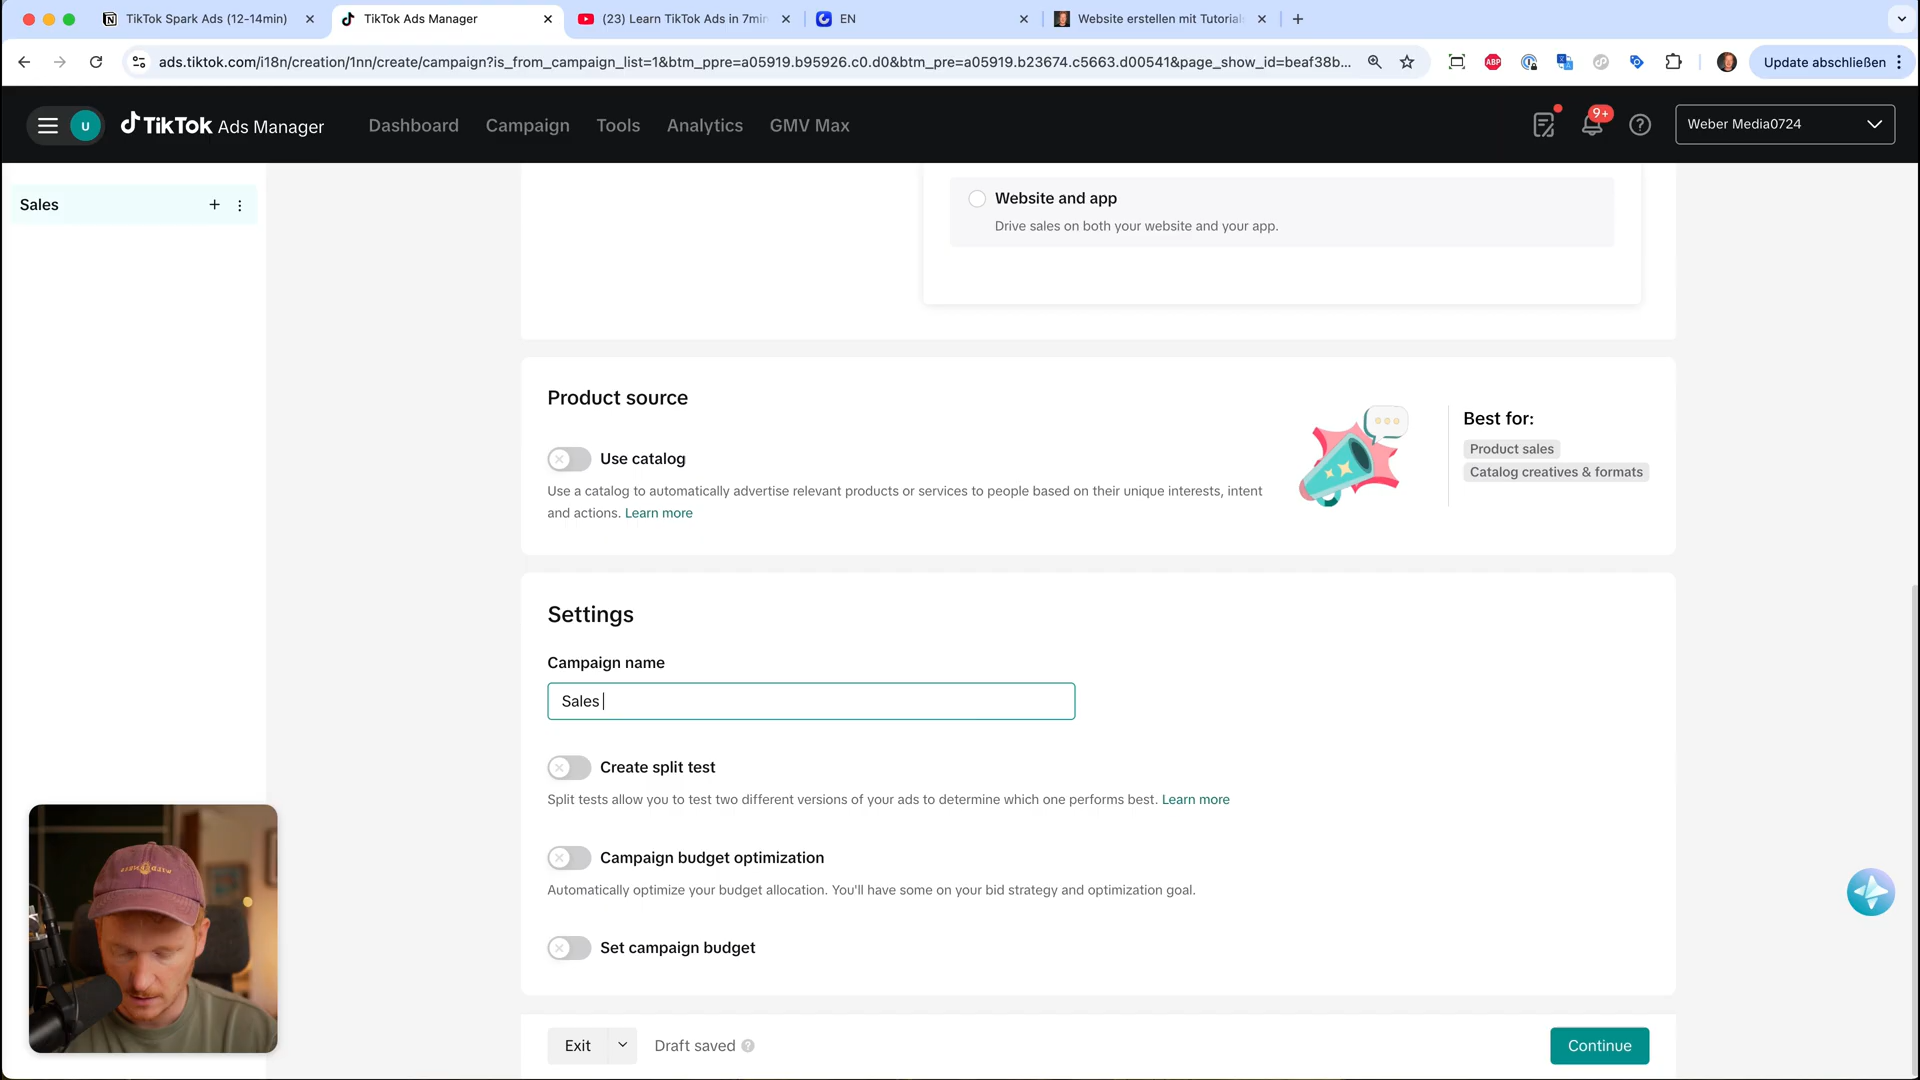 TikTok Spark Ads (12-14min)
TikTok Ads Manager
(23) Learn TikTok Ads in 7min
EN
Website erstellen mit Tutorial
ads.tiktok.com/i18n/creation/1nn/create/campaign?is_from_campaign_list=1&btm_ppre=a05919.b95926.c0.d0&btm_pre=a05919.b23674.c5663.d00541&page_show_id=beaf38b...
ABP
Update abschließen
U
TikTok Ads Manager
Dashboard
Campaign
Tools
Analytics
GMV Max
9+
Weber Media0724
Sales
Website and app
Drive sales on both your website and your app.
Product source
Use catalog
Use a catalog to automatically advertise relevant products or services to people based on their unique interests, intent
and actions. Learn more
Best for:
Product sales
Catalog creatives & formats
Settings
Campaign name
Sales
Create split test
Split tests allow you to test two different versions of your ads to determine which one performs best. Learn more
Campaign budget optimization
Automatically optimize your budget allocation. You'll have some on your bid strategy and optimization goal.
Set campaign budget
Exit
Draft saved
Continue